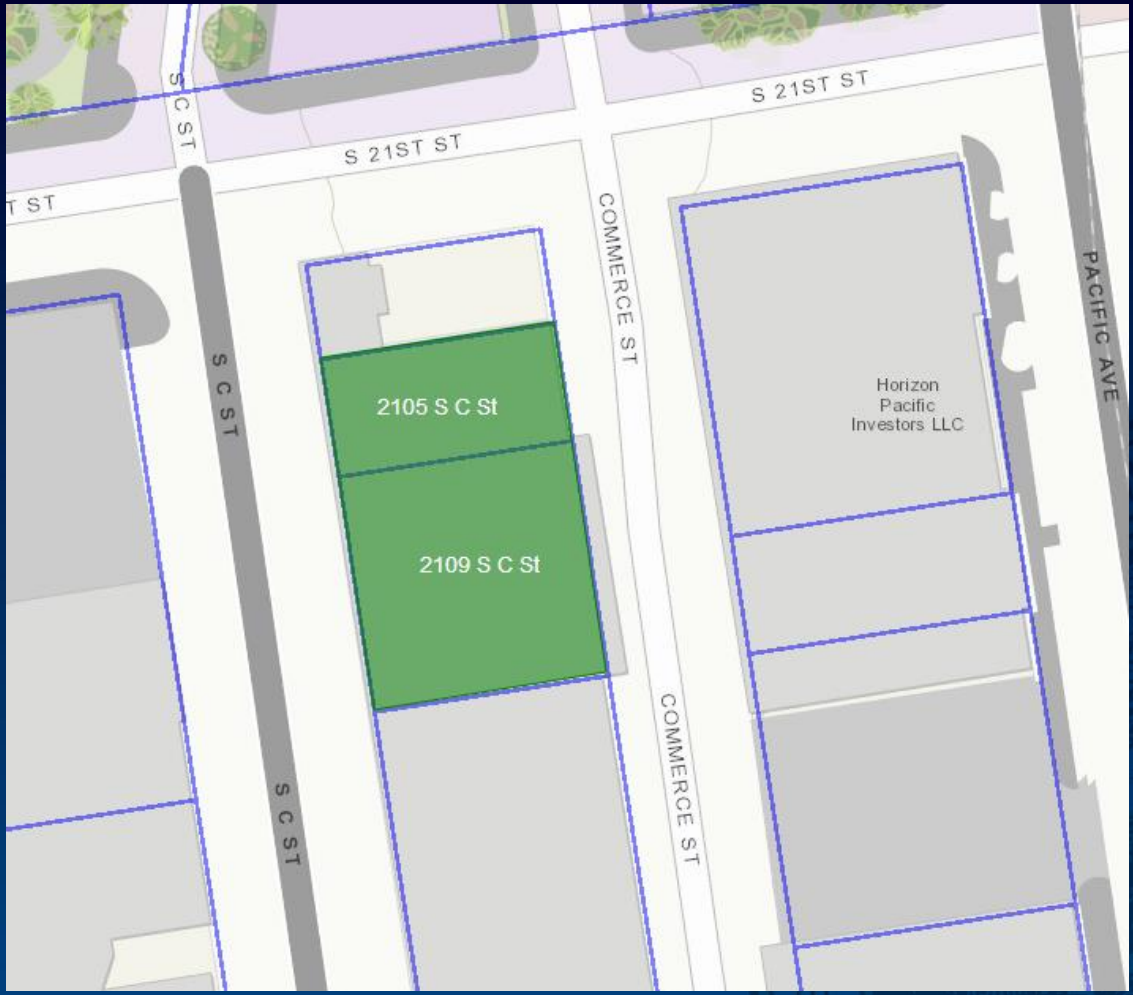 S C ST
S 21ST ST
S 21ST ST
T ST
COMMERCE ST
PACIFIC AVE
S C ST
2105 S C St
Horizon
Pacific
Investors LLC
2109 S C St
COMMERCE ST
S C ST